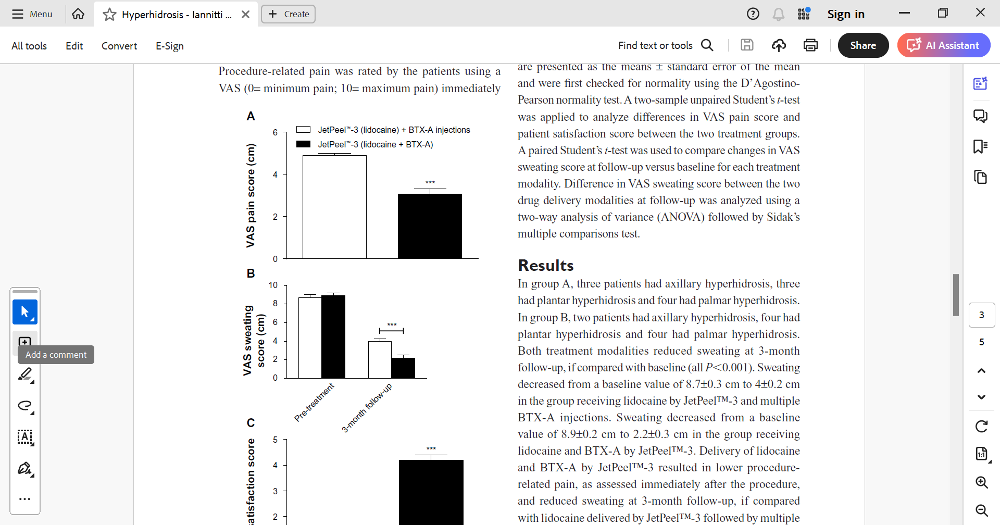 Menu
Hyperhidrosis - Iannitti ...
Create
Sign in
All tools
Edit
Convert
E-Sign
Find text or tools
Share
AI Assistant
Procedure-related pain was rated by the patients using a
VAS (0= minimum pain; 10= maximum pain) immediately
A
JetPeel™-3 (lidocaine) + BTX-A injections
JetPeel™-3 (lidocaine + BTX-A)
VAS pain score (cm)
6
4
2
0
***
B
VAS sweating
score (cm)
10
8
6
4
2
0
***
Pre-treatment
3-month follow-up
C
atisfaction score
5
4
3
2
***
are presented as the means ± standard error of the mean
and were first checked for normality using the D’Agostino-
Pearson normality test. A two-sample unpaired Student’s t-test
was applied to analyze differences in VAS pain score and
patient satisfaction score between the two treatment groups.
A paired Student’s t-test was used to compare changes in VAS
sweating score at follow-up versus baseline for each treatment
modality. Difference in VAS sweating score between the two
drug delivery modalities at follow-up was analyzed using a
two-way analysis of variance (ANOVA) followed by Sidak’s
multiple comparisons test.
Results
In group A, three patients had axillary hyperhidrosis, three
had plantar hyperhidrosis and four had palmar hyperhidrosis.
In group B, two patients had axillary hyperhidrosis, four had
plantar hyperhidrosis and four had palmar hyperhidrosis.
Both treatment modalities reduced sweating at 3-month
follow-up, if compared with baseline (all P<0.001). Sweating
decreased from a baseline value of 8.7±0.3 cm to 4±0.2 cm
in the group receiving lidocaine by JetPeel™-3 and multiple
BTX-A injections. Sweating decreased from a baseline
value of 8.9±0.2 cm to 2.2±0.3 cm in the group receiving
lidocaine and BTX-A by JetPeel™-3. Delivery of lidocaine
and BTX-A by JetPeel™-3 resulted in lower procedure-
related pain, as assessed immediately after the procedure,
and reduced sweating at 3-month follow-up, if compared
with lidocaine delivered by JetPeel™-3 followed by multiple
Add a comment
A
3
5
1:1